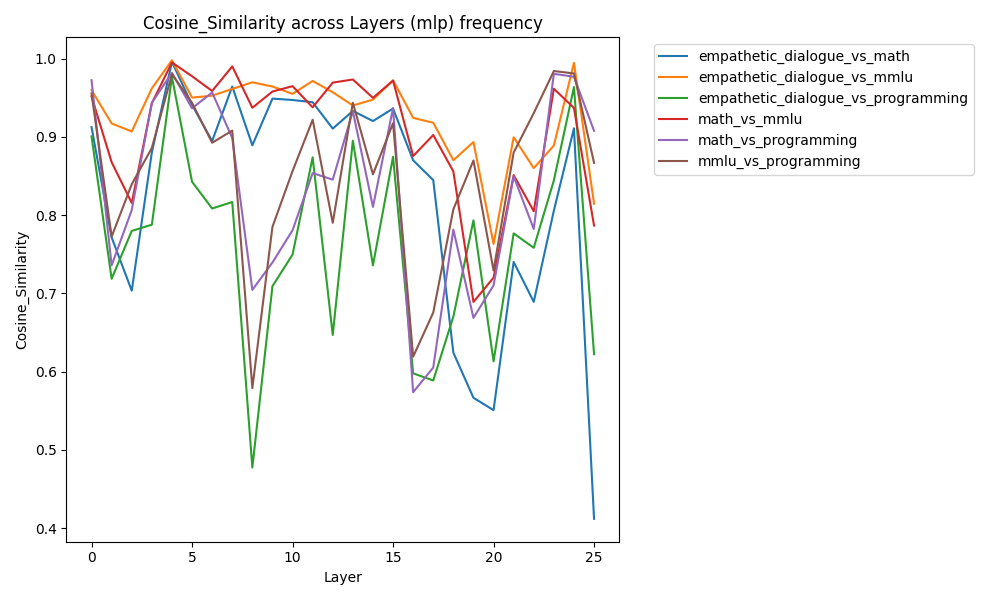 Cosine_Similarity across Layers (mlp) frequency
empathetic_dialogue_vs_math
empathetic_dialogue_vs_mmlu
empathetic_dialogue_vs_programming
math_vs_mmlu
math_vs_programming
mmlu_vs_programming
Cosine_Similarity
1.0
0.9
0.8
0.7
0.6
0.5
0.4
0 5 10 15 20 25
Layer